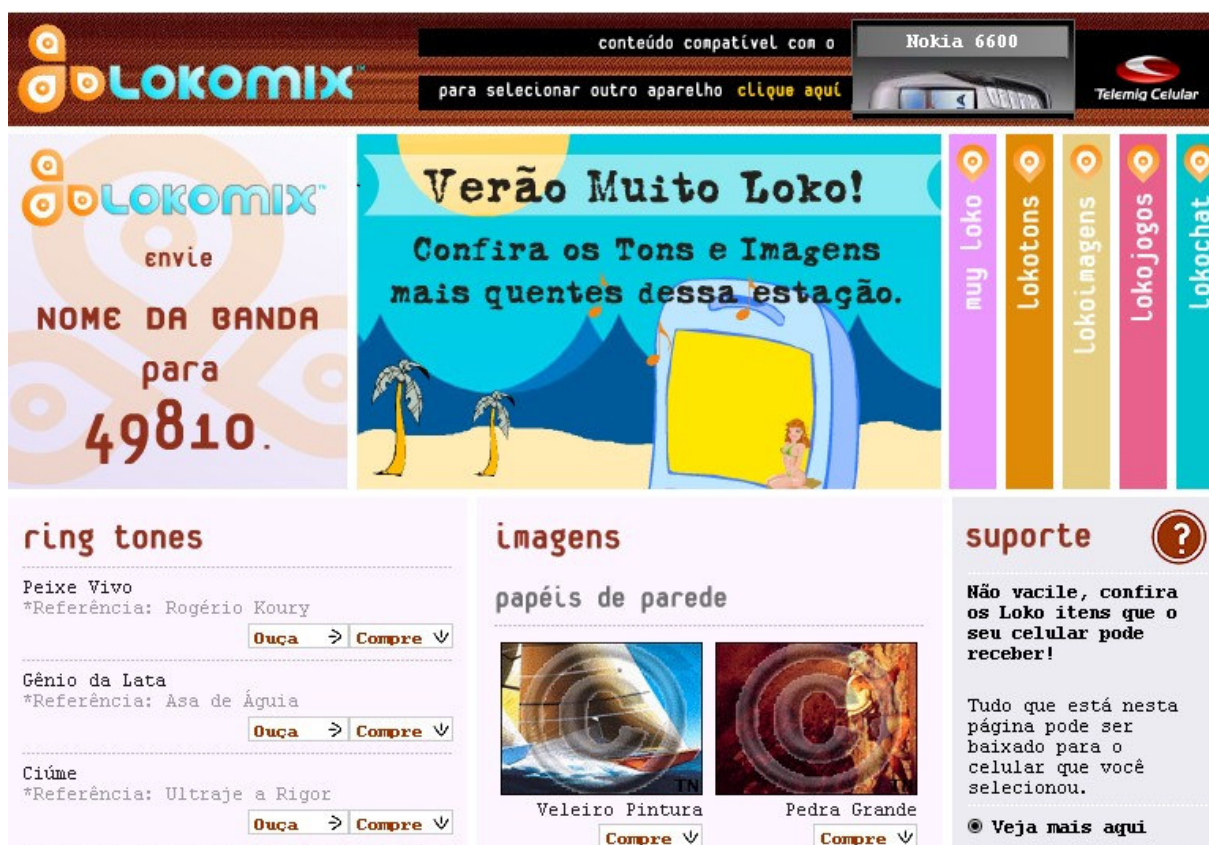 LOKOMIX™
conteúdo compatível com o
Nokia 6600
para selecionar outro aparelho clique aquí
Telemig Celular
LOKOMIX™
envie
NOME DA BANDA
para
49810.
Verão Muito Loko!
Confira os Tons e Imagens
mais quentes dessa estação.
muy Loko
Lokotons
Lokoimagens
Lokojogos
Lokochat
ring tones
Peixe Vivo
*Referência: Rogério Koury
Ouça Compre
Gênio da Lata
*Referência: Asa de Águia
Ouça Compre
Ciúme
*Referência: Ultraje a Rigor
Ouça Compre
imagens
papéis de parede
©
TN
©
TN
Veleiro Pintura
Pedra Grande
Compre
Compre
suporte
?
Não vacile, confira
os Loko itens que o
seu celular pode
receber!
Tudo que está nesta
página pode ser
baixado para o
celular que você
selecionou.
Veja mais aqui